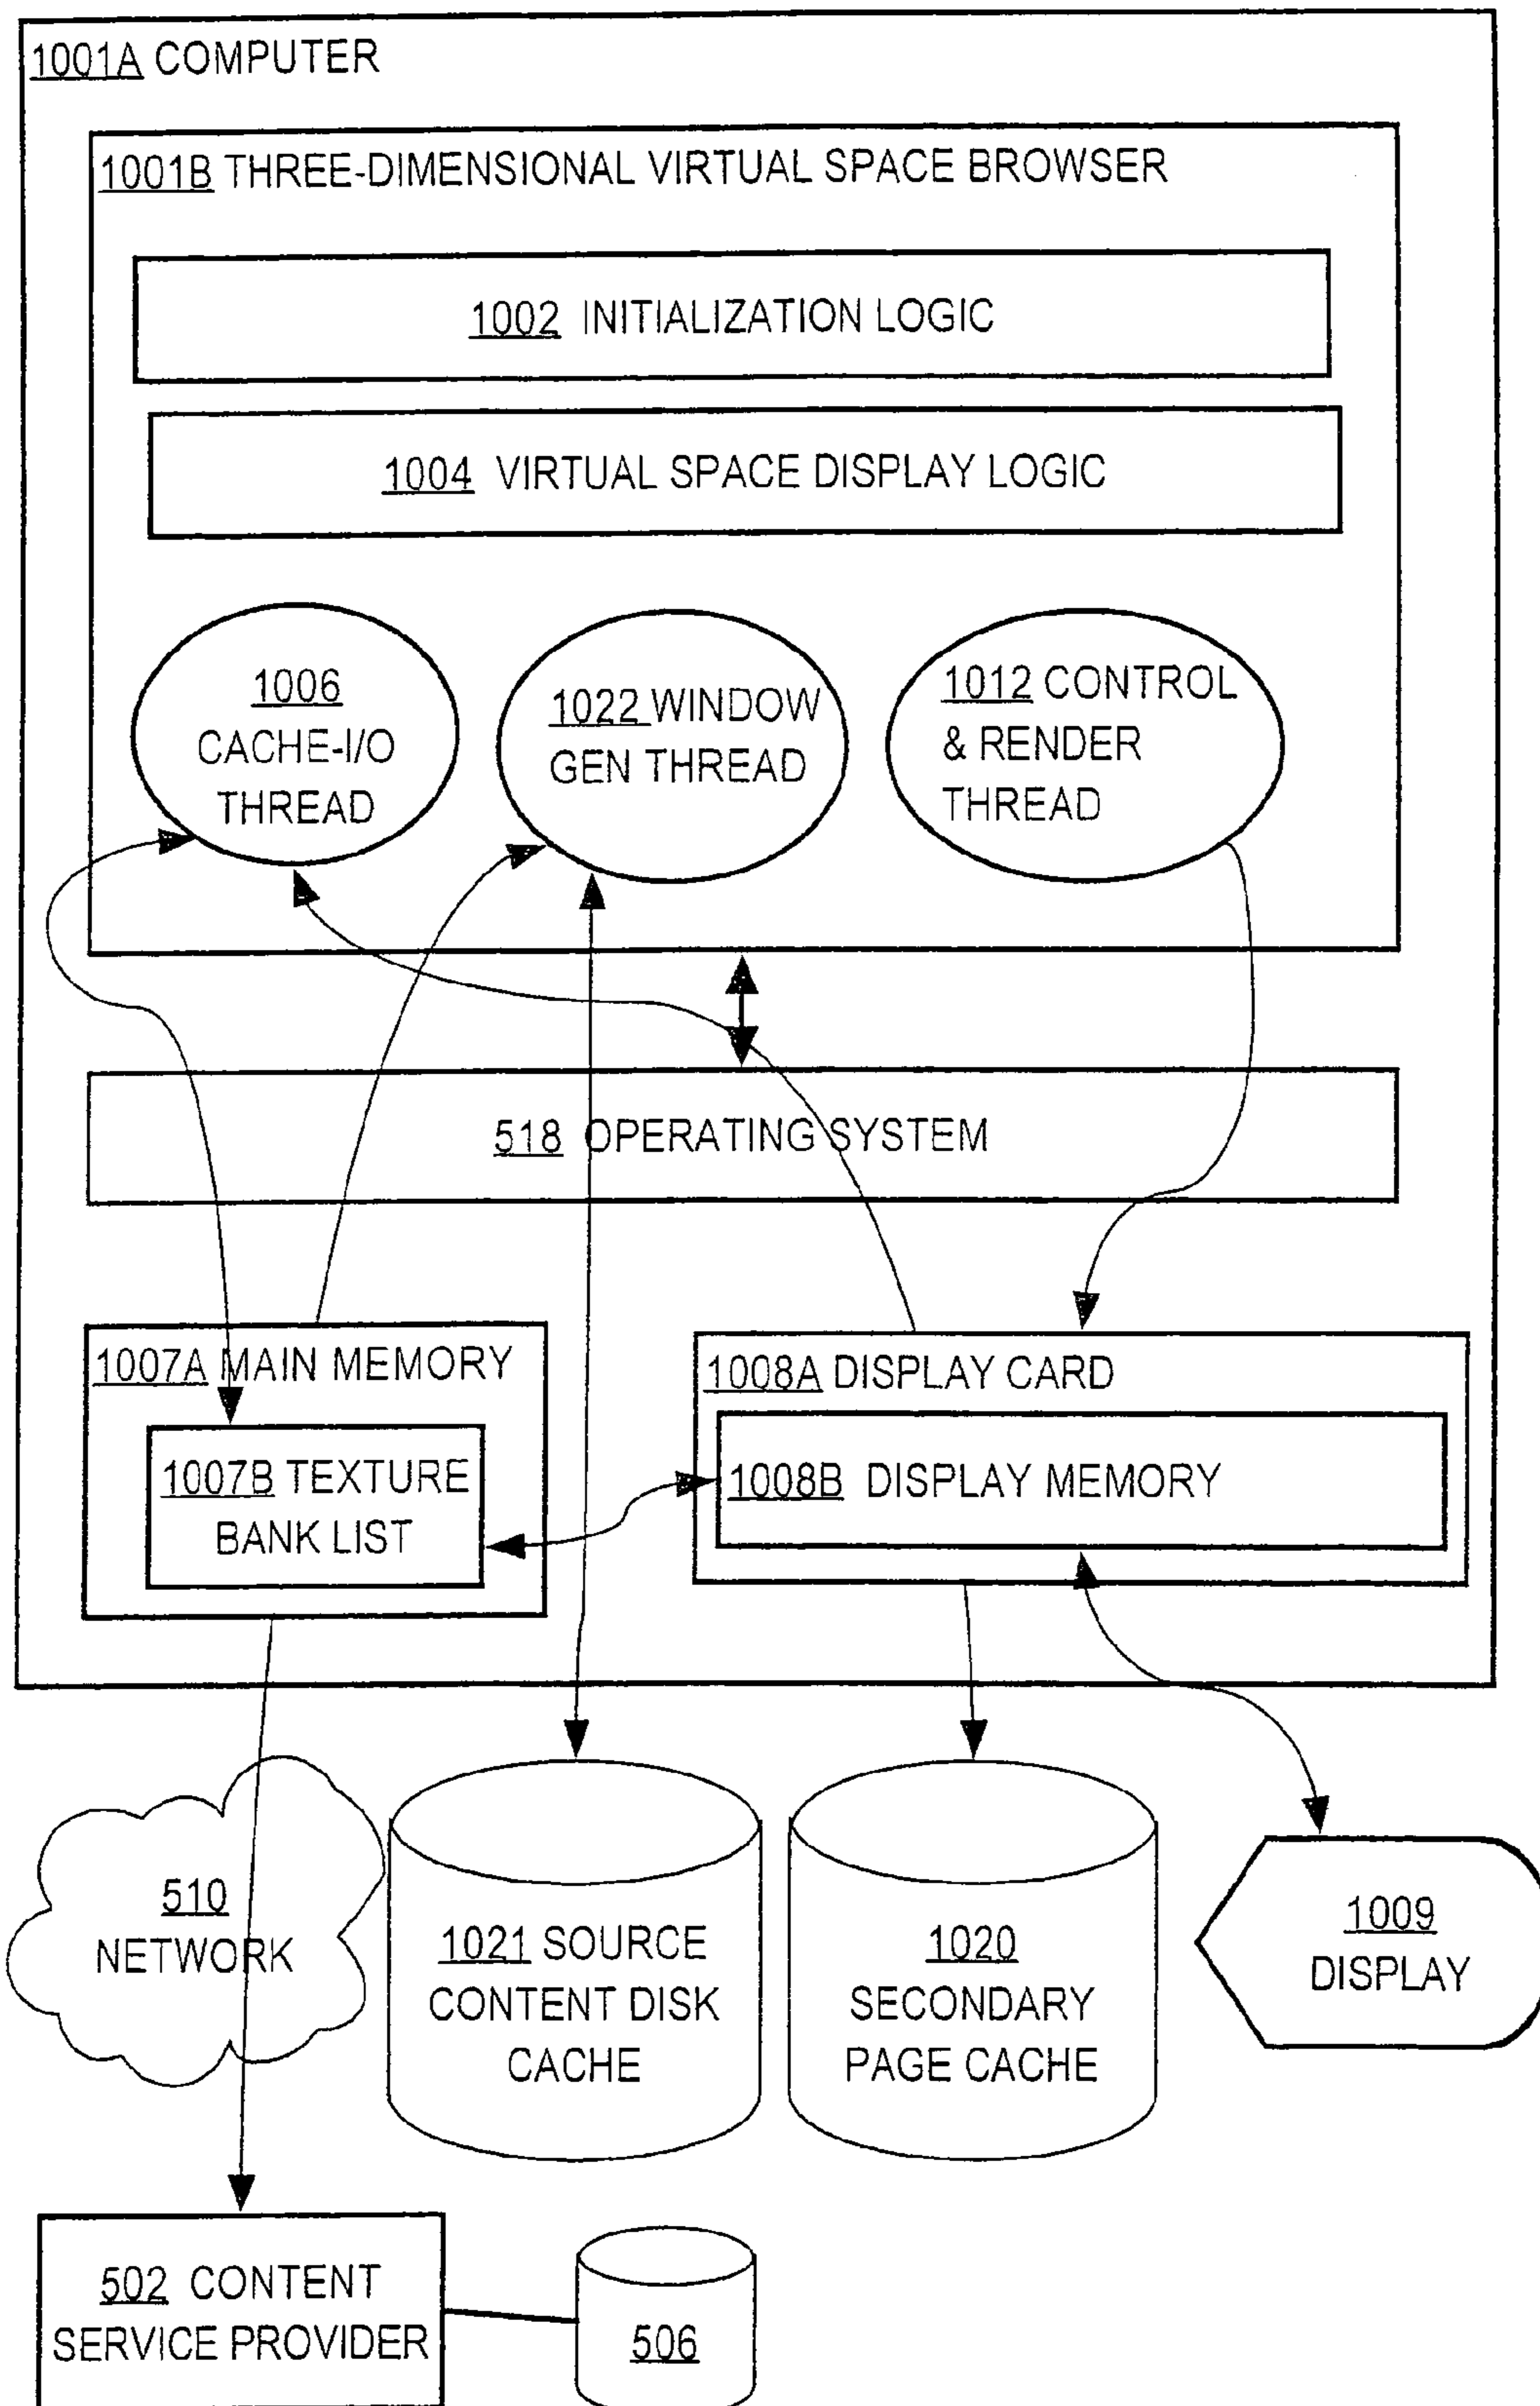 1001A COMPUTER
1001B THREE-DIMENSIONAL VIRTUAL SPACE BROWSER
1002 INITIALIZATION LOGIC
1004 VIRTUAL SPACE DISPLAY LOGIC
1006
CACHE-I/O
THREAD
1022 WINDOW
GEN THREAD
1012 CONTROL
& RENDER
THREAD
518 OPERATING SYSTEM
1007A MAIN MEMORY
1007B TEXTURE
BANK LIST
1008A DISPLAY CARD
1008B DISPLAY MEMORY
510
NETWORK
1021 SOURCE
CONTENT DISK
CACHE
1020
SECONDARY
PAGE CACHE
1009
DISPLAY
502 CONTENT
SERVICE PROVIDER
506